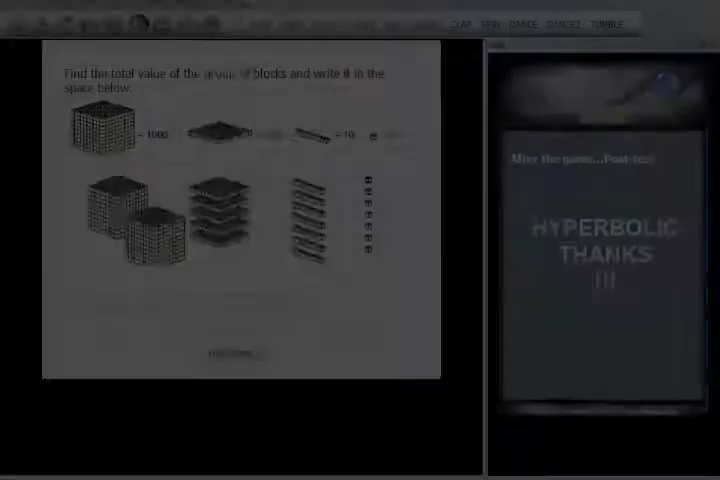 CLAP SPIN DANCE DANCE2 TUMBLE
Find the total value of the group of blocks and write it in the
space below.
= 1000
= 10
After the game...Post-test
HYPERBOLIC
THANKS
!!!